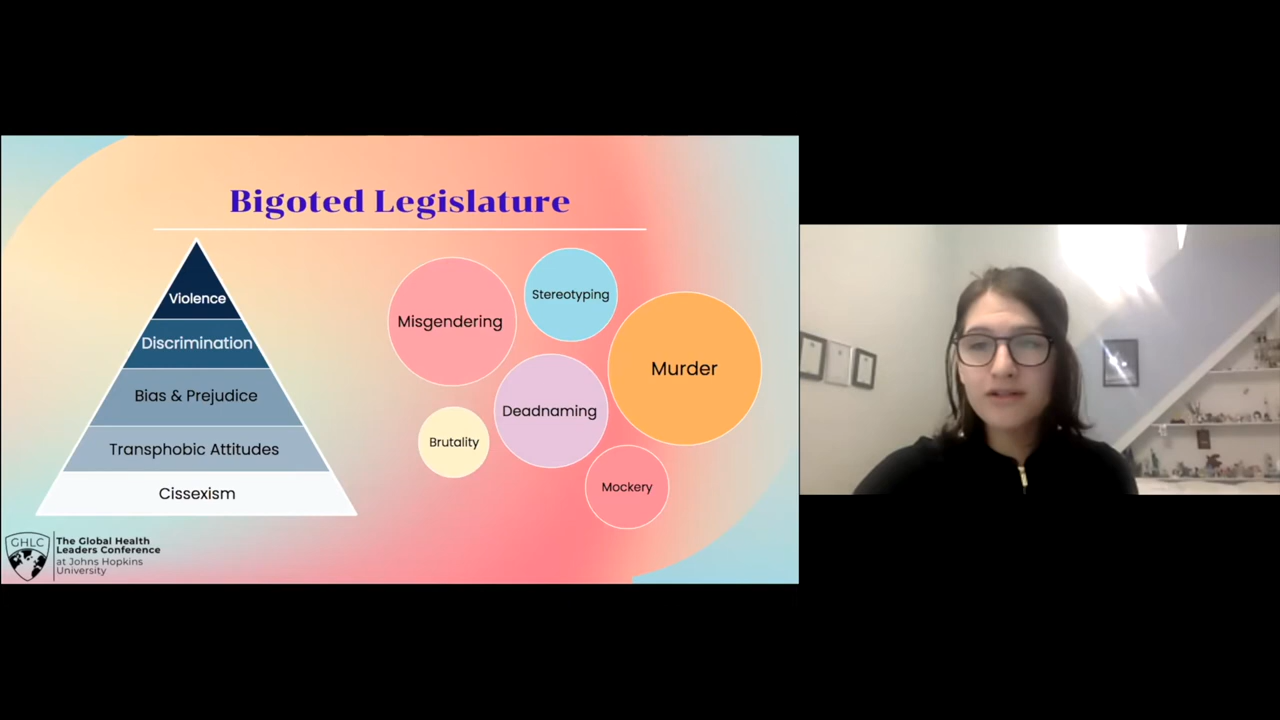 Bigoted Legislature
Violence
Discrimination
Bias & Prejudice
Transphobic Attitudes
Cissexism
Misgendering
Stereotyping
Murder
Deadnaming
Brutality
Mockery
GHLC
The Global Health
Leaders Conference
at Johns Hopkins
University